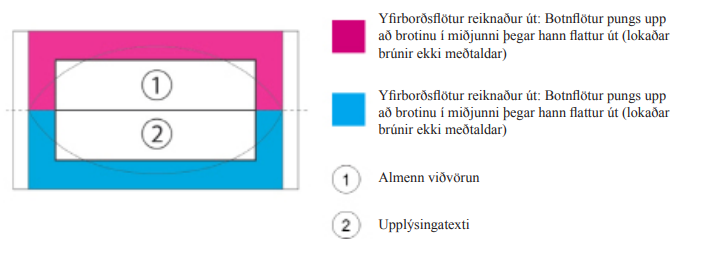 Yfirborðsflötur reiknaður út: Botnflötur pungs upp
að brotinu í miðjunni þegar hann flattur út (lokaðar
brúnir ekki meðtaldar)
1
2
Yfirborðsflötur reiknaður út: Botnflötur pungs upp
að brotinu í miðjunni þegar hann flattur út (lokaðar
brúnir ekki meðtaldar)
1 Almenn viðvörun
2 Upplýsingatexti